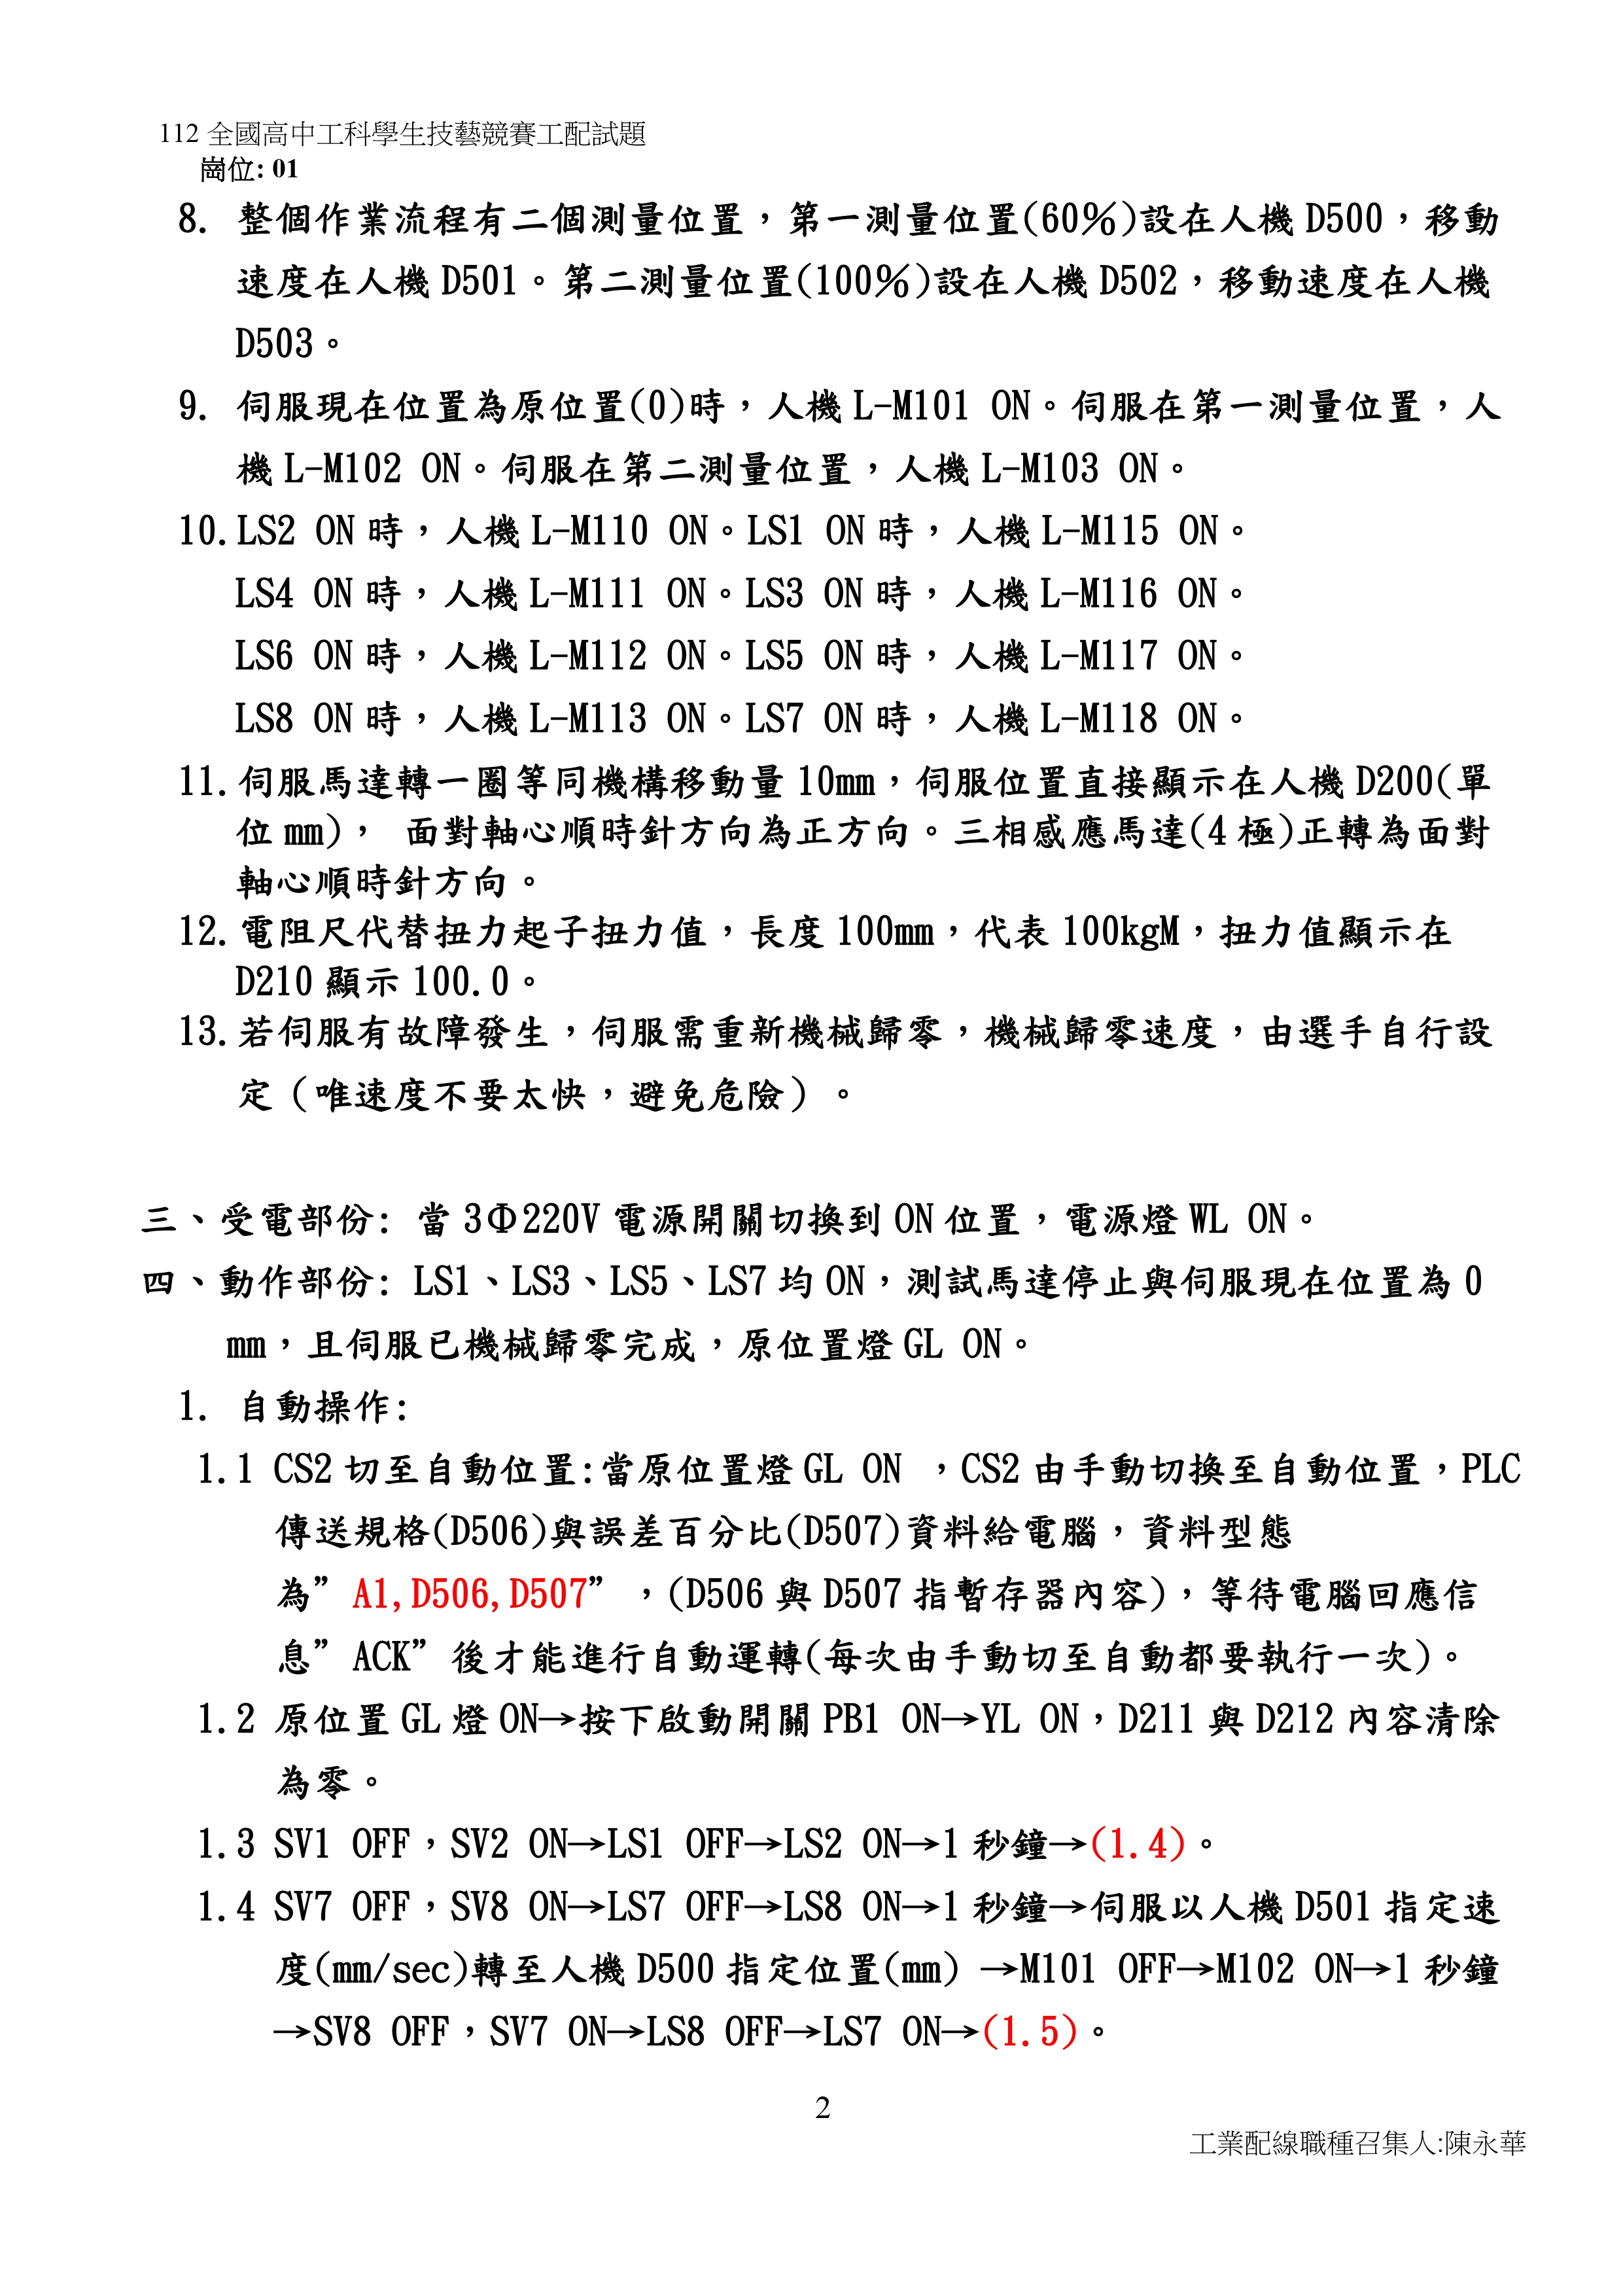 112 全國高中工科學生技藝競賽工配試題
崗位: 01
8. 整個作業流程有二個測量位置，第一測量位置(60%)設在人機 D500，移動
速度在人機 D501。第二測量位置(100%)設在人機 D502，移動速度在人機
D503。
9. 伺服現在位置為原位置(0)時，人機 L-M101 ON。伺服在第一測量位置，人
機 L-M102 ON。伺服在第二測量位置，人機 L-M103 ON。
10. LS2 ON 時，人機 L-M110 ON。LS1 ON 時，人機 L-M115 ON。
LS4 ON 時，人機 L-M111 ON。LS3 ON 時，人機 L-M116 ON。
LS6 ON 時，人機 L-M112 ON。LS5 ON 時，人機 L-M117 ON。
LS8 ON 時，人機 L-M113 ON。LS7 ON 時，人機 L-M118 ON。
11. 伺服馬達轉一圈等同機構移動量 10mm，伺服位置直接顯示在人機 D200(單
位 mm)， 面對軸心順時針方向為正方向。三相感應馬達(4 極)正轉為面對
軸心順時針方向。
12. 電阻尺代替扭力起子扭力值，長度 100mm，代表 100kgM，扭力值顯示在
D210 顯示 100.0。
13. 若伺服有故障發生，伺服需重新機械歸零，機械歸零速度，由選手自行設
定（唯速度不要太快，避免危險）。
三、受電部份: 當 3Φ220V 電源開關切換到 ON 位置，電源燈 WL ON。
四、動作部份: LS1、LS3、LS5、LS7 均 ON，測試馬達停止與伺服現在位置為 0
mm，且伺服已機械歸零完成，原位置燈 GL ON。
1. 自動操作:
1.1 CS2 切至自動位置:當原位置燈 GL ON ，CS2 由手動切換至自動位置，PLC
傳送規格(D506)與誤差百分比(D507)資料給電腦，資料型態
為”A1,D506,D507”，(D506 與 D507 指暫存器內容)，等待電腦回應信
息”ACK”後才能進行自動運轉(每次由手動切至自動都要執行一次)。
1.2 原位置 GL 燈 ON→按下啟動開關 PB1 ON→YL ON，D211 與 D212 內容清除
為零。
1.3 SV1 OFF，SV2 ON→LS1 OFF→LS2 ON→1 秒鐘→(1.4)。
1.4 SV7 OFF，SV8 ON→LS7 OFF→LS8 ON→1 秒鐘→伺服以人機 D501 指定速
度(mm/sec)轉至人機 D500 指定位置(mm) →M101 OFF→M102 ON→1 秒鐘
→SV8 OFF，SV7 ON→LS8 OFF→LS7 ON→(1.5)。
2
工業配線職種召集人:陳永華